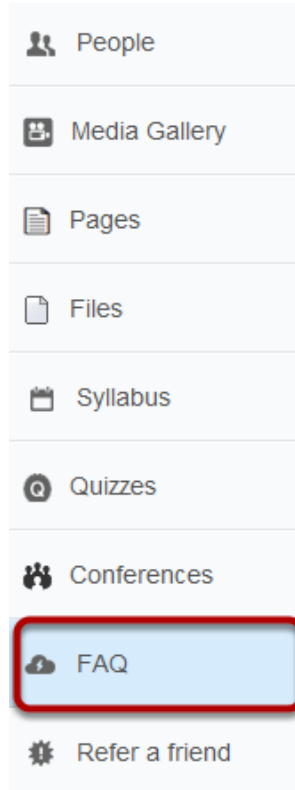 People
Media Gallery
Pages
Files
Syllabus
Quizzes
Conferences
FAQ
Refer a friend